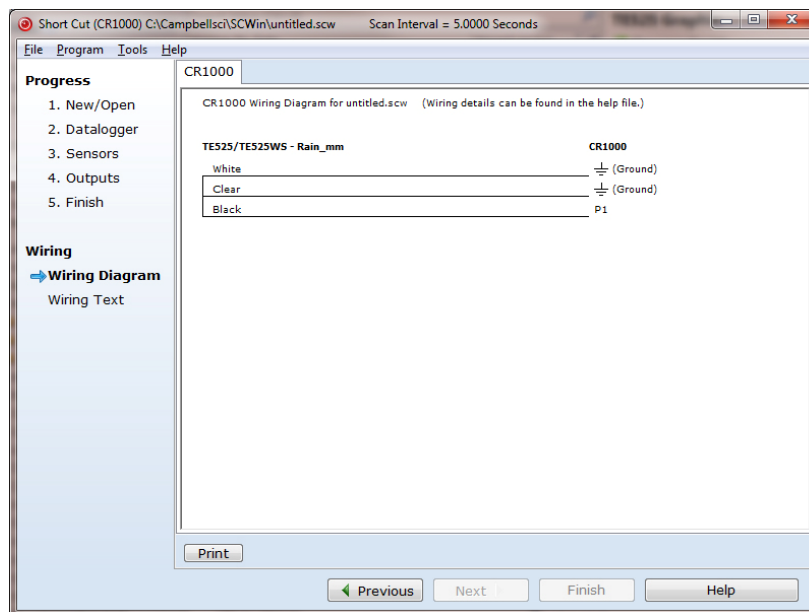 Short Cut (CR1000) C:\Campbellsci\SCWin\untitled.scw Scan Interval = 5.0000 Seconds
File Program Tools Help
Progress
1. New/Open
2. Datalogger
3. Sensors
4. Outputs
5. Finish
Wiring
Wiring Diagram
Wiring Text
CR1000
CR1000 Wiring Diagram for untitled.scw (Wiring details can be found in the help file.)
TE525/TE525WS - Rain_mm CR1000
White (Ground)
Clear (Ground)
Black P1
Print
Previous Next Finish Help